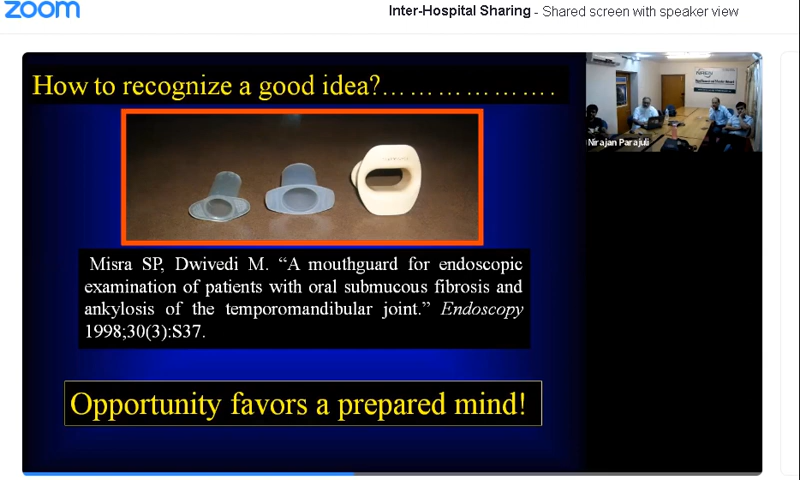 zoom
Inter-Hospital Sharing - Shared screen with speaker view
How to recognize a good idea?………………….
Misra SP, Dwivedi M. “A mouthguard for endoscopic
examination of patients with oral submucous fibrosis and
ankylosis of the temporomandibular joint.” Endoscopy
1998;30(3):S37.
Opportunity favors a prepared mind!
Nirajan Parajuli